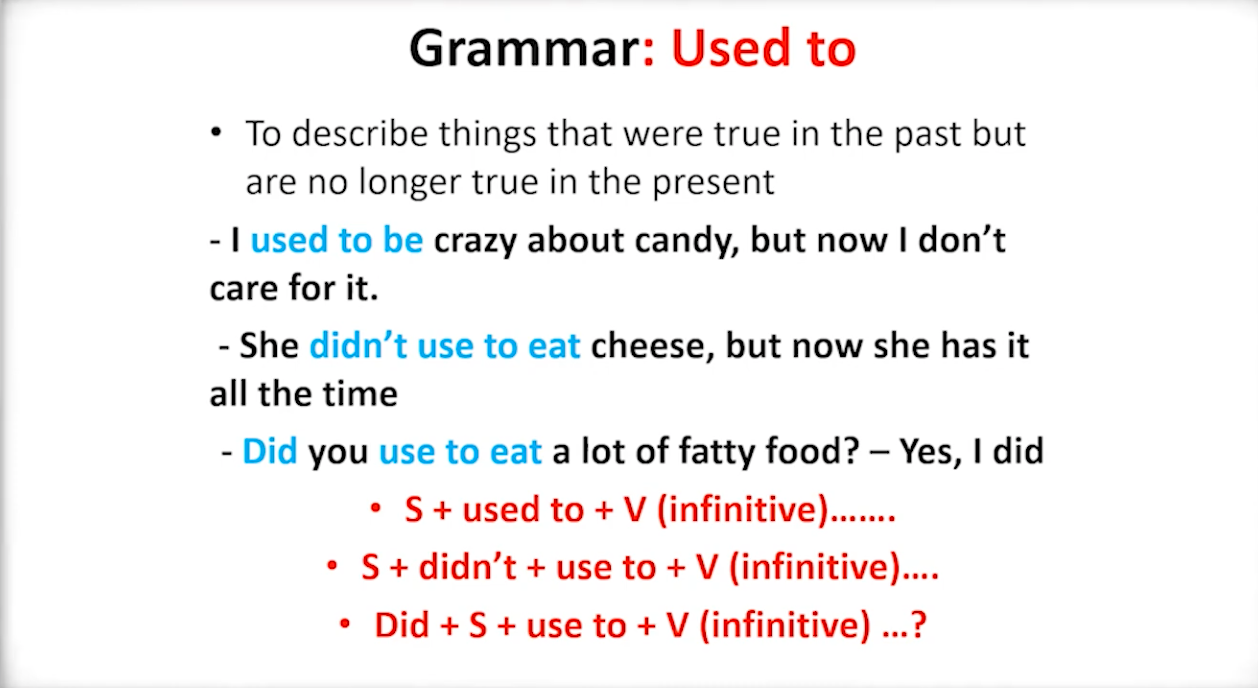 Grammar: Used to
• To describe things that were true in the past but
are no longer true in the present
- I used to be crazy about candy, but now I don’t
care for it.
- She didn’t use to eat cheese, but now she has it
all the time
- Did you use to eat a lot of fatty food? – Yes, I did
• S + used to + V (infinitive).......
• S + didn’t + use to + V (infinitive)....
• Did + S + use to + V (infinitive) ...?